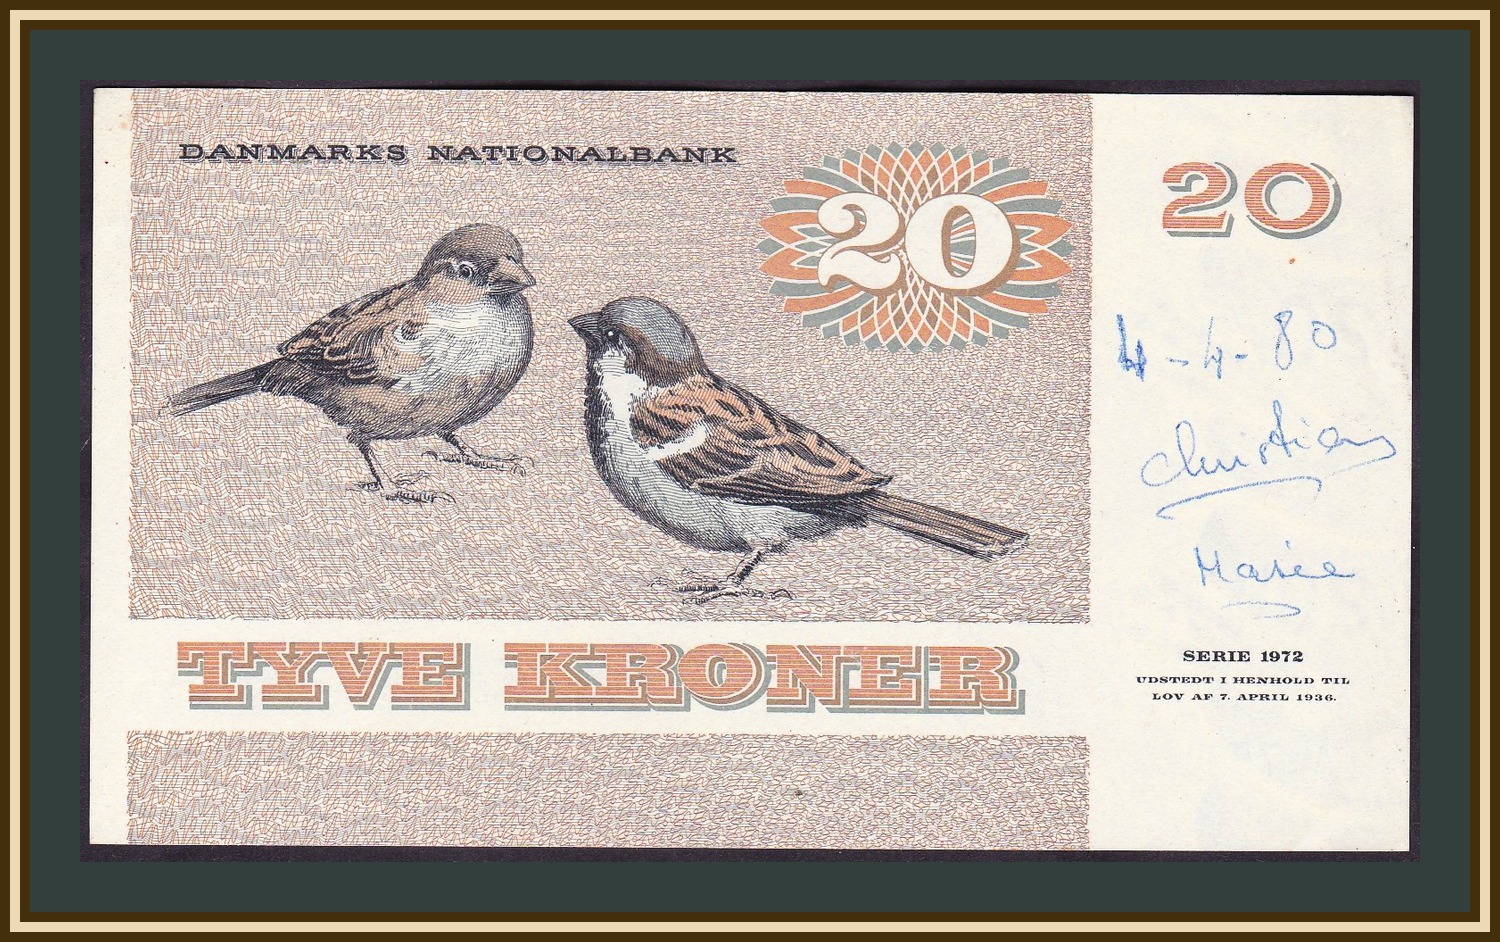 DANMARKS NATIONALBANK
20
20
4-4-80
Christian
Marie
TYVE KRONER
SERIE 1972
UDSTEDT I HENHOLD TIL
LOV AF 7. APRIL 1936.